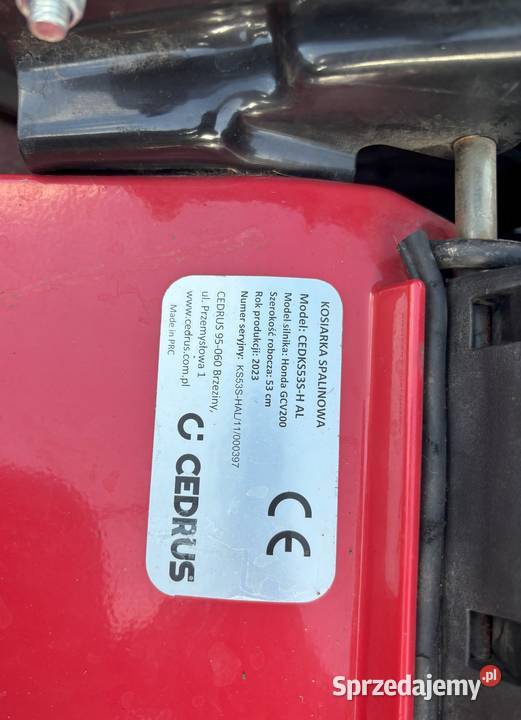 KOSIARKA SPALINOWA
Model: CEDKS53S-H AL
Model silnika: Honda GCV200
Szerokość robocza: 53 cm
Rok produkcji: 2023
Numer seryjny: KS53S-HAL/11/000397
CEDRUS 95-060 Brzeziny,
ul. Przemysłowa 1
www.cedrus.com.pl
Made in PRC
CE
CEDRUS®
Sprzedajemy.pl